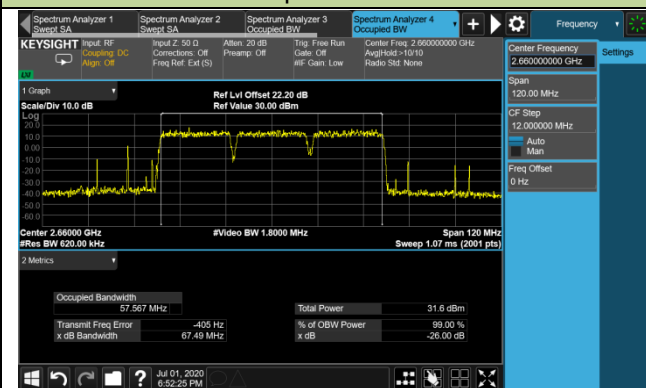 Spectrum Analyzer 1
Swept SA
Spectrum Analyzer 2
Swept SA
Spectrum Analyzer 3
Occupied BW
Spectrum Analyzer 4
Occupied BW
Frequency
KEYSIGHT
Input: RF
Coupling: DC
Align: Off
Input Z: 50 Ω
Corrections: Off
Freq Ref: Ext (S)
Atten: 20 dB
Preamp: Off
Trig: Free Run
Gate: Off
#IF Gain: Low
Center Freq: 2.660000000 GHz
Avg|Hold:>10/10
Radio Std: None
LXI
Center Frequency
2.660000000 GHz
Settings
Span
120.00 MHz
CF Step
12.000000 MHz
Auto
Man
Freq Offset
0 Hz
1 Graph
Scale/Div 10.0 dB
Ref Lvl Offset 22.20 dB
Ref Value 30.00 dBm
Log
20.0
10.0
0.00
-10.0
-20.0
-30.0
-40.0
-50.0
-60.0
Center 2.66000 GHz
#Res BW 620.00 kHz
#Video BW 1.8000 MHz
Span 120 MHz
Sweep 1.07 ms (2001 pts)
2 Metrics
Occupied Bandwidth
57.567 MHz
Total Power
31.6 dBm
Transmit Freq Error
-405 Hz
% of OBW Power
99.00 %
x dB Bandwidth
67.49 MHz
x dB
-26.00 dB
?
Jul 01, 2020
6:52:25 PM